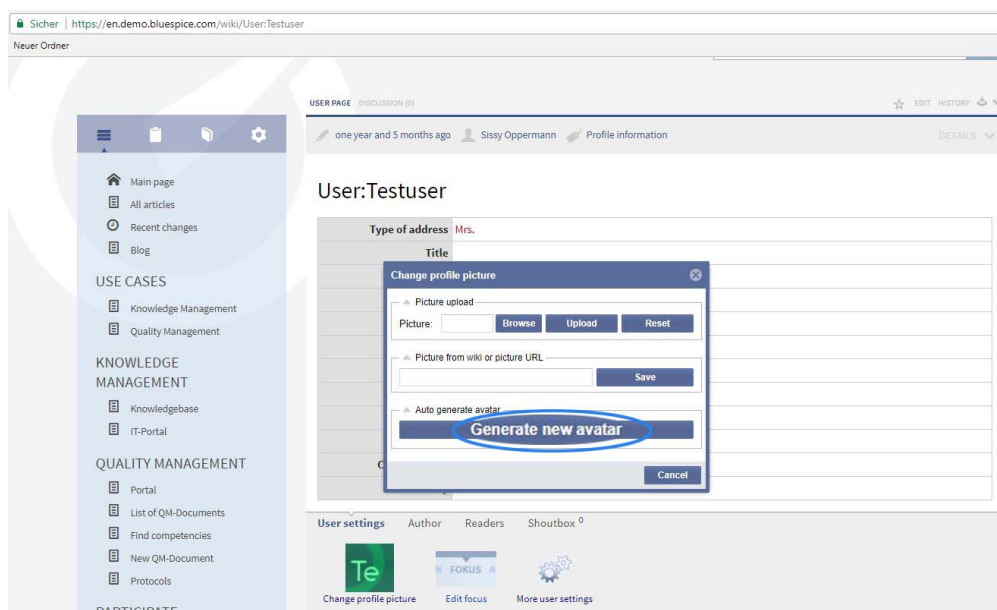 Sicher | https://en.demo.bluespice.com/wiki/User:Testuser
Neuer Ordner
USER PAGE DISCUSSION (0)
EDIT HISTORY
one year and 5 months ago Sissy Oppermann Profile information
DETAILS
Main page
All articles
Recent changes
Blog
USE CASES
Knowledge Management
Quality Management
KNOWLEDGE
MANAGEMENT
Knowledgebase
IT-Portal
QUALITY MANAGEMENT
Portal
List of QM-Documents
Find competencies
New QM-Document
Protocols
User:Testuser
Type of address Mrs.
Title
Change profile picture
Picture upload
Picture: Browse Upload Reset
Picture from wiki or picture URL
Save
Auto generate avatar
Generate new avatar
Cancel
User settings Author Readers Shoutbox 0
Te
N FOKUS A
Change profile picture Edit focus More user settings